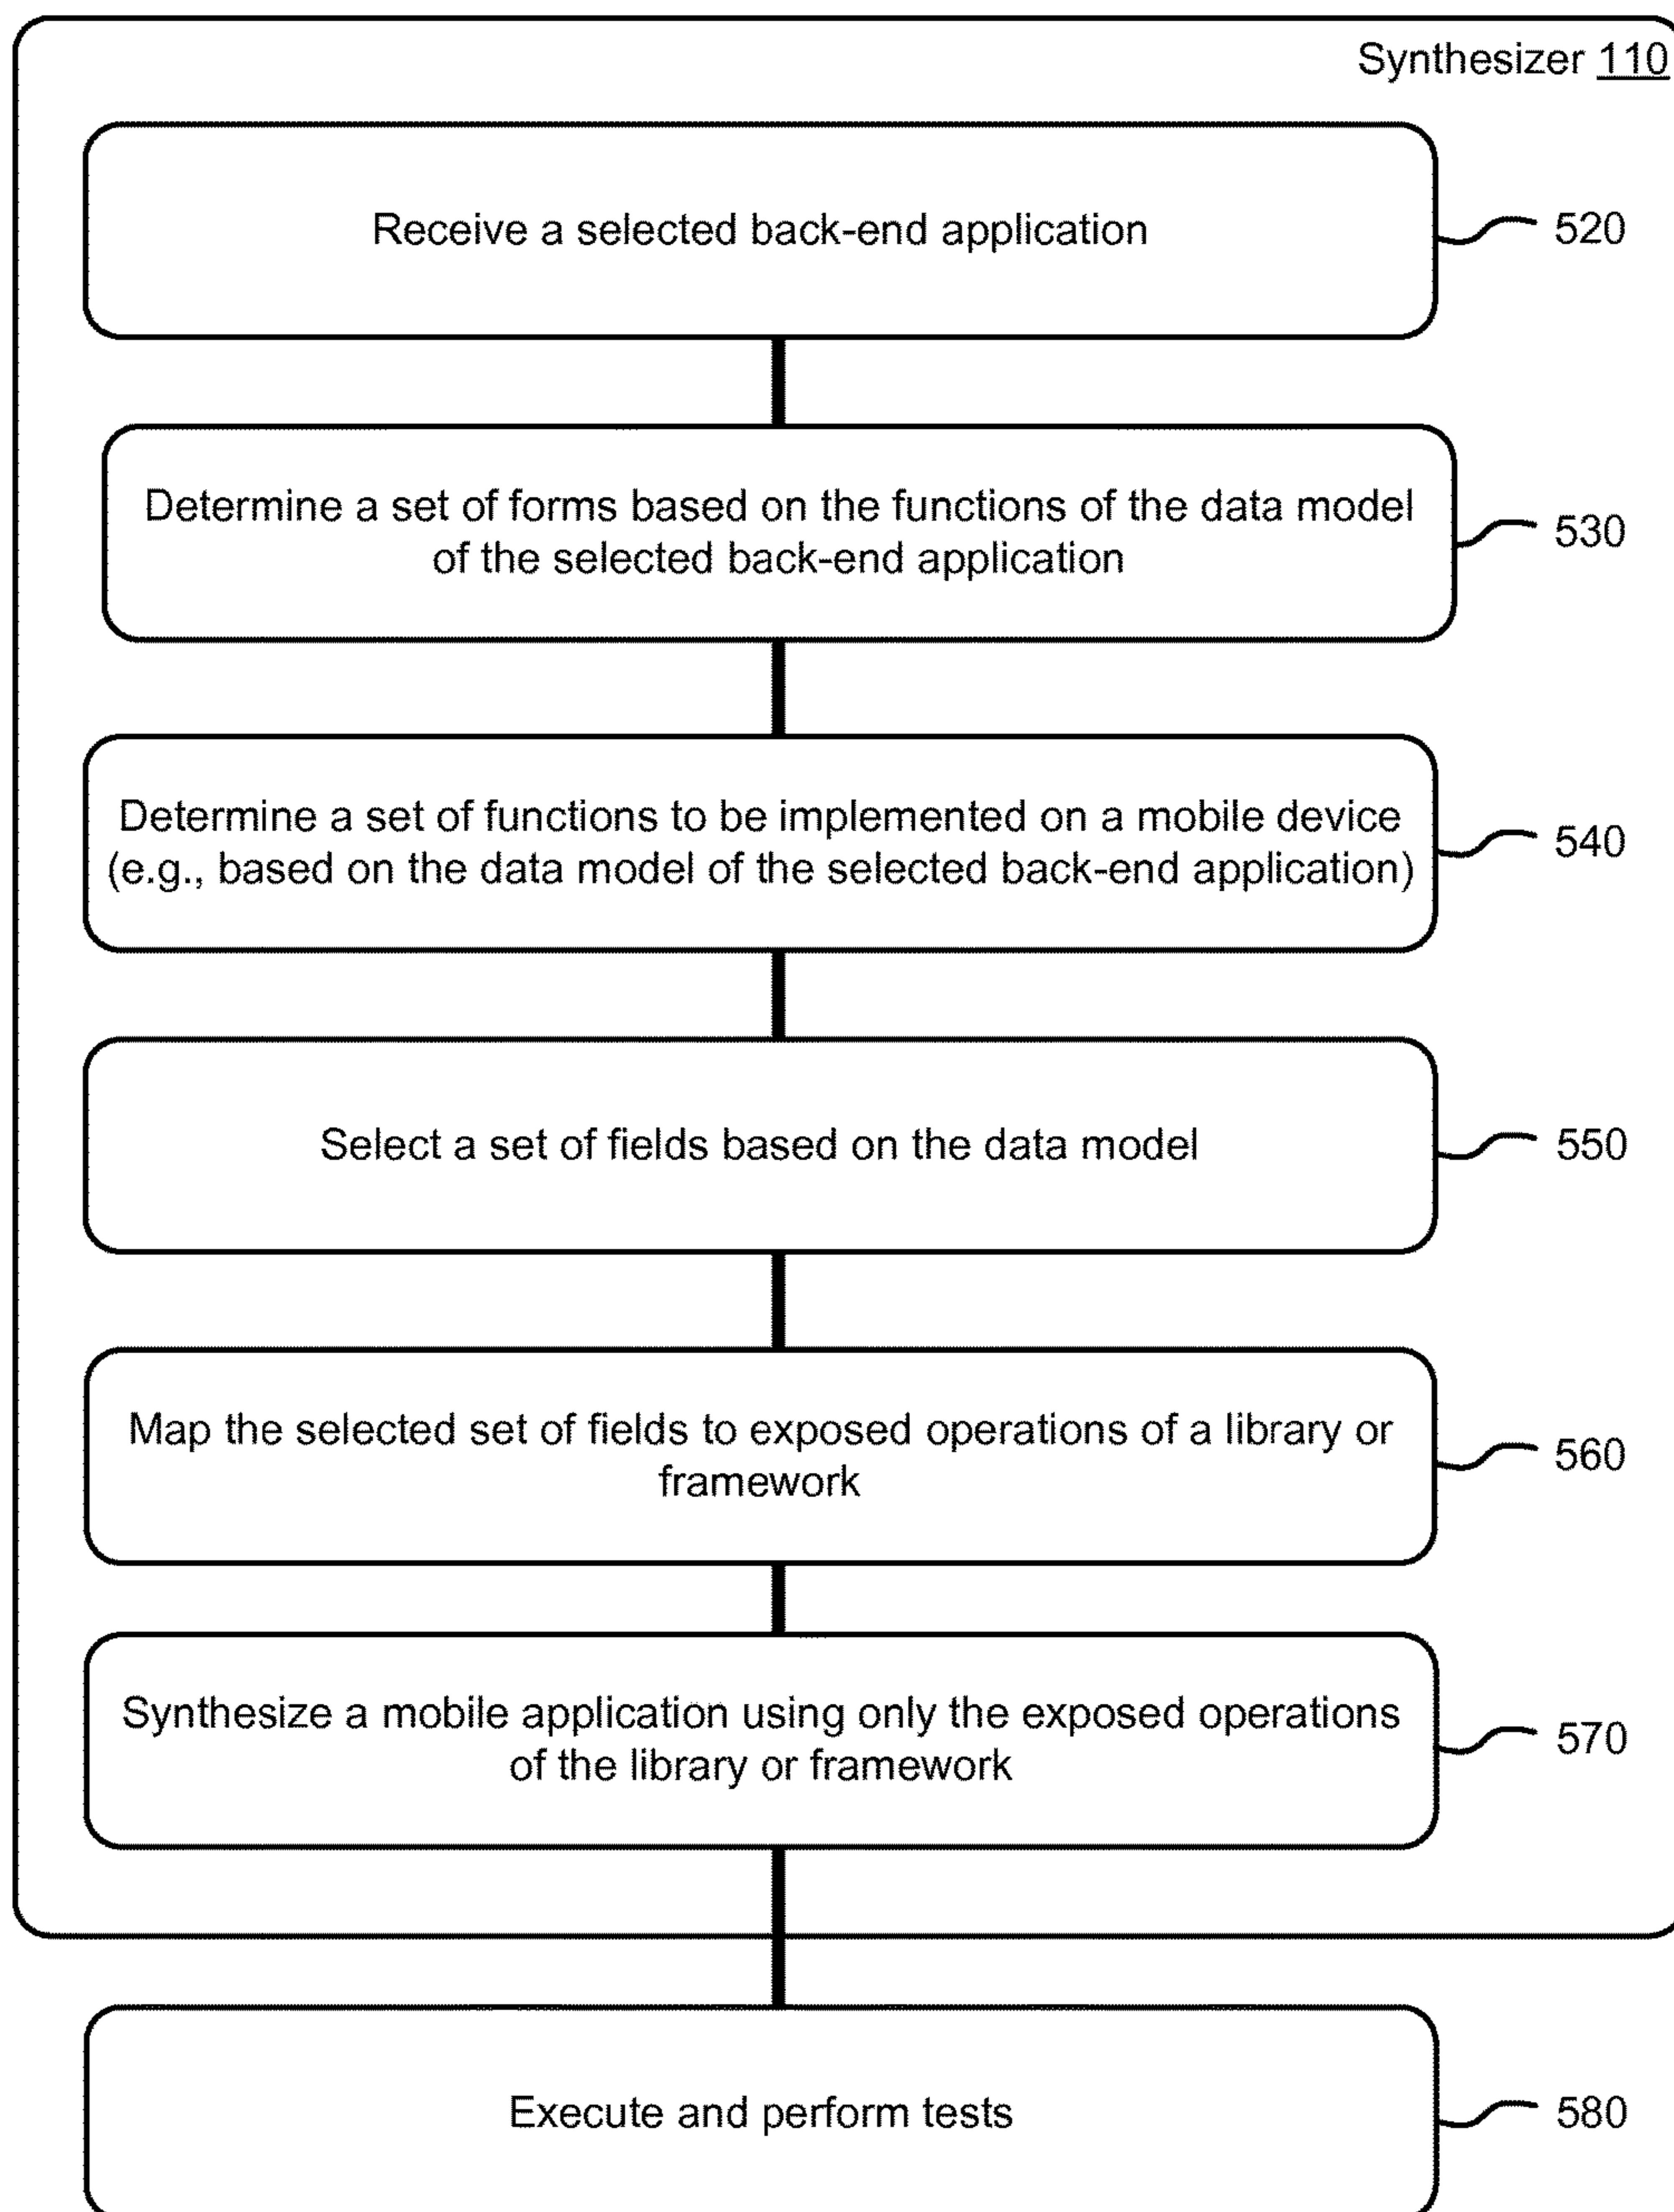 Synthesizer 110
Receive a selected back-end application
520
Determine a set of forms based on the functions of the data model
of the selected back-end application
530
Determine a set of functions to be implemented on a mobile device
(e.g., based on the data model of the selected back-end application)
540
Select a set of fields based on the data model
550
Map the selected set of fields to exposed operations of a library or
framework
560
Synthesize a mobile application using only the exposed operations
of the library or framework
570
Execute and perform tests
580